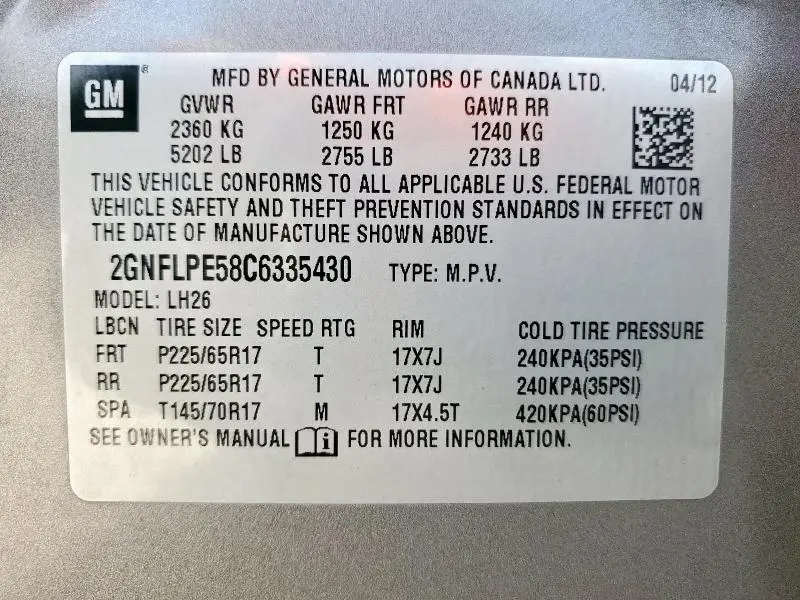 GM ®
MFD BY GENERAL MOTORS OF CANADA LTD. 04/12
GVWR GAWR FRT GAWR RR
2360 KG 1250 KG 1240 KG
5202 LB 2755 LB 2733 LB
THIS VEHICLE CONFORMS TO ALL APPLICABLE U.S. FEDERAL MOTOR
VEHICLE SAFETY AND THEFT PREVENTION STANDARDS IN EFFECT ON
THE DATE OF MANUFACTURE SHOWN ABOVE.
2GNFLPE58C6335430 TYPE: M.P.V.
MODEL: LH26
LBCN TIRE SIZE SPEED RTG RIM COLD TIRE PRESSURE
FRT P225/65R17 T 17X7J 240KPA(35PSI)
RR P225/65R17 T 17X7J 240KPA(35PSI)
SPA T145/70R17 M 17X4.5T 420KPA(60PSI)
SEE OWNER'S MANUAL i FOR MORE INFORMATION.